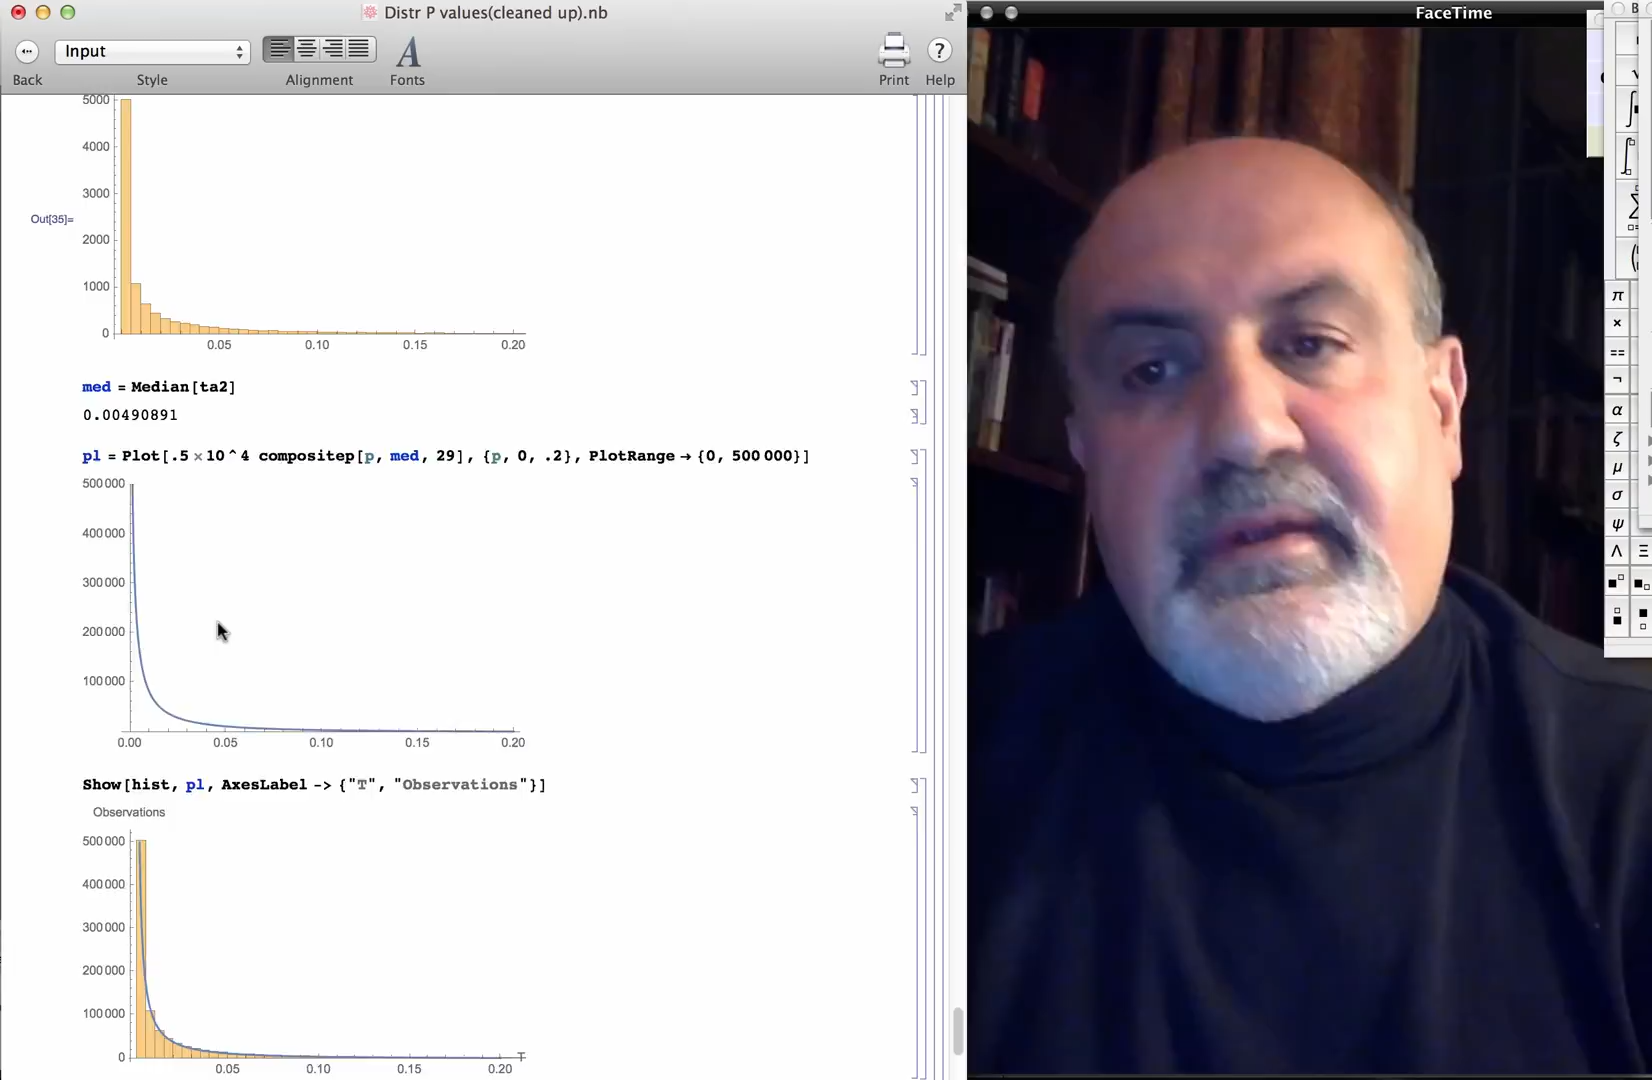 Distr P values(cleaned up).nb
FaceTime
Input
Back
Style
Alignment
Fonts
Print
Help
5000
4000
3000
2000
1000
0
Out[35]=
0.05
0.10
0.15
0.20
med = Median[ta2]
0.00490891
pl = Plot[.5 × 10 ^ 4 compositep[p, med, 29], {p, 0, .2}, PlotRange → {0, 500 000}]
500 000
400 000
300 000
200 000
100 000
0.00
0.05
0.10
0.15
0.20
Show[hist, pl, AxesLabel -> {"T", "Observations"}]
Observations
500 000
400 000
300 000
200 000
100 000
0
T
0.05
0.10
0.15
0.20
π
×
==
¬
α
ζ
μ
σ
ψ
Λ Ξ